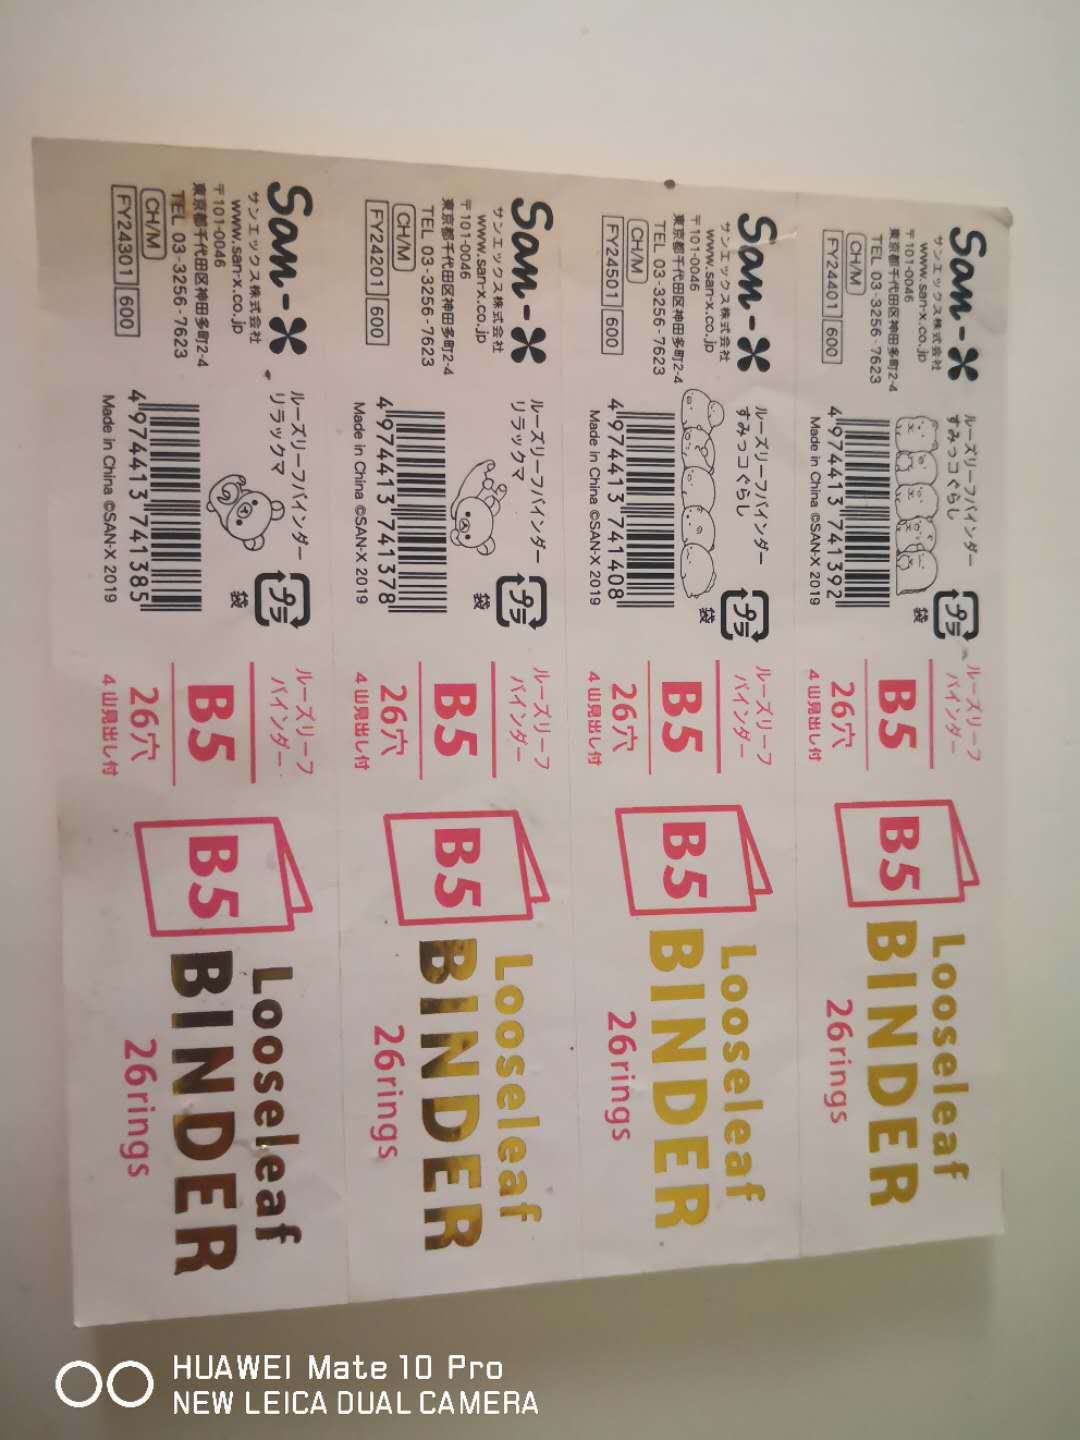 San-X
サンエックス株式会社
www.san-x.co.jp
〒101-0046
東京都千代田区神田多町2-4
TEL 03-3256-7623
CH/M
FY24401 600
ルーズリーフバインダー
すみっコぐらし
4974413 741392
Made in China ©SAN-X 2019
プラ
袋
ルーズリーフ
バインダー
B5
26穴
4山見出し付
B5
Looseleaf
BINDER
26rings
San-X
サンエックス株式会社
www.san-x.co.jp
〒101-0046
東京都千代田区神田多町2-4
TEL 03-3256-7623
CH/M
FY24501 600
ルーズリーフバインダー
すみっコぐらし
4974413 741408
Made in China ©SAN-X 2019
プラ
袋
ルーズリーフ
バインダー
B5
26穴
4山見出し付
B5
Looseleaf
BINDER
26rings
San-X
サンエックス株式会社
www.san-x.co.jp
〒101-0046
東京都千代田区神田多町2-4
TEL 03-3256-7623
CH/M
FY24201 600
ルーズリーフバインダー
リラックマ
4974413 741378
Made in China ©SAN-X 2019
プラ
袋
ルーズリーフ
バインダー
B5
26穴
4山見出し付
B5
Looseleaf
BINDER
26rings
San-X
サンエックス株式会社
www.san-x.co.jp
〒101-0046
東京都千代田区神田多町2-4
TEL 03-3256-7623
CH/M
FY24301 600
ルーズリーフバインダー
リラックマ
4974413 741385
Made in China ©SAN-X 2019
プラ
袋
ルーズリーフ
バインダー
B5
26穴
4山見出し付
B5
Looseleaf
BINDER
26rings
HUAWEI Mate 10 Pro
NEW LEICA DUAL CAMERA